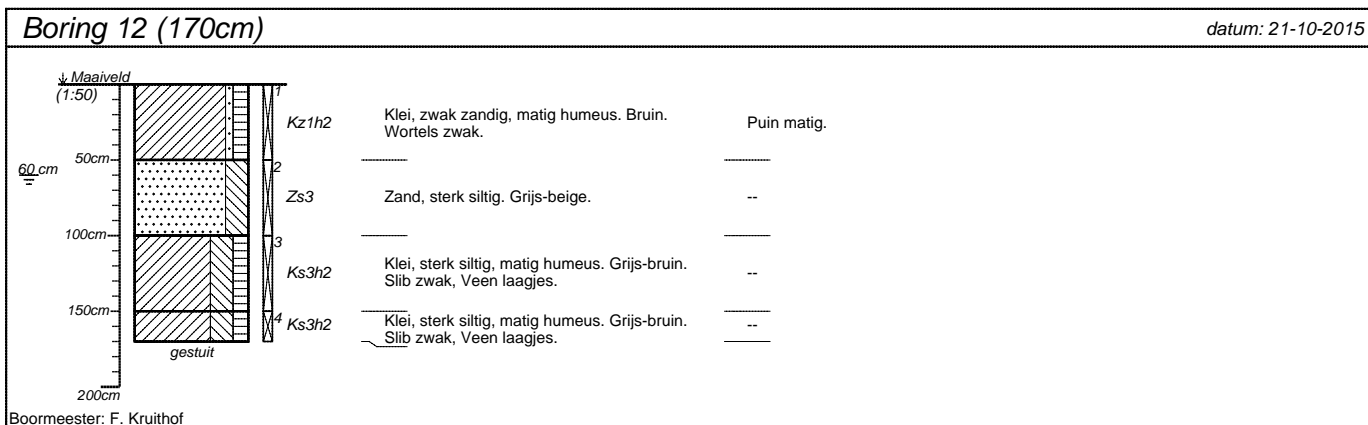 Boring 12 (170cm)
datum: 21-10-2015
Maaiveld
(1:50)
1
Kz1h2
Klei, zwak zandig, matig humeus. Bruin.
Wortels zwak.
Puin matig.
50cm
60 cm
2
Zs3
Zand, sterk siltig. Grijs-beige.
--
100cm
3
Ks3h2
Klei, sterk siltig, matig humeus. Grijs-bruin.
Slib zwak, Veen laagjes.
--
150cm
4
Ks3h2
Klei, sterk siltig, matig humeus. Grijs-bruin.
Slib zwak, Veen laagjes.
--
gestuit
200cm
Boormeester: F. Kruithof